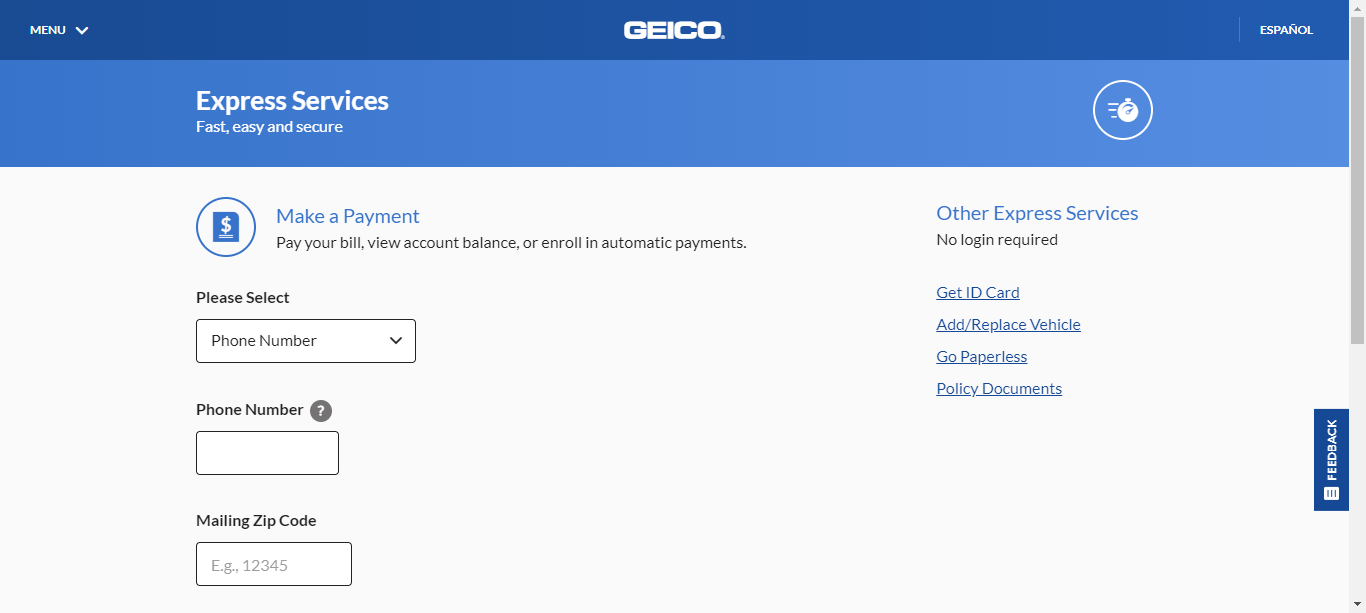 MENU
GEICO
ESPAÑOL
Express Services
Fast, easy and secure
$
Make a Payment
Pay your bill, view account balance, or enroll in automatic payments.
Please Select
Phone Number
Phone Number ?
Mailing Zip Code
E.g., 12345
Other Express Services
No login required
Get ID Card
Add/Replace Vehicle
Go Paperless
Policy Documents
FEEDBACK